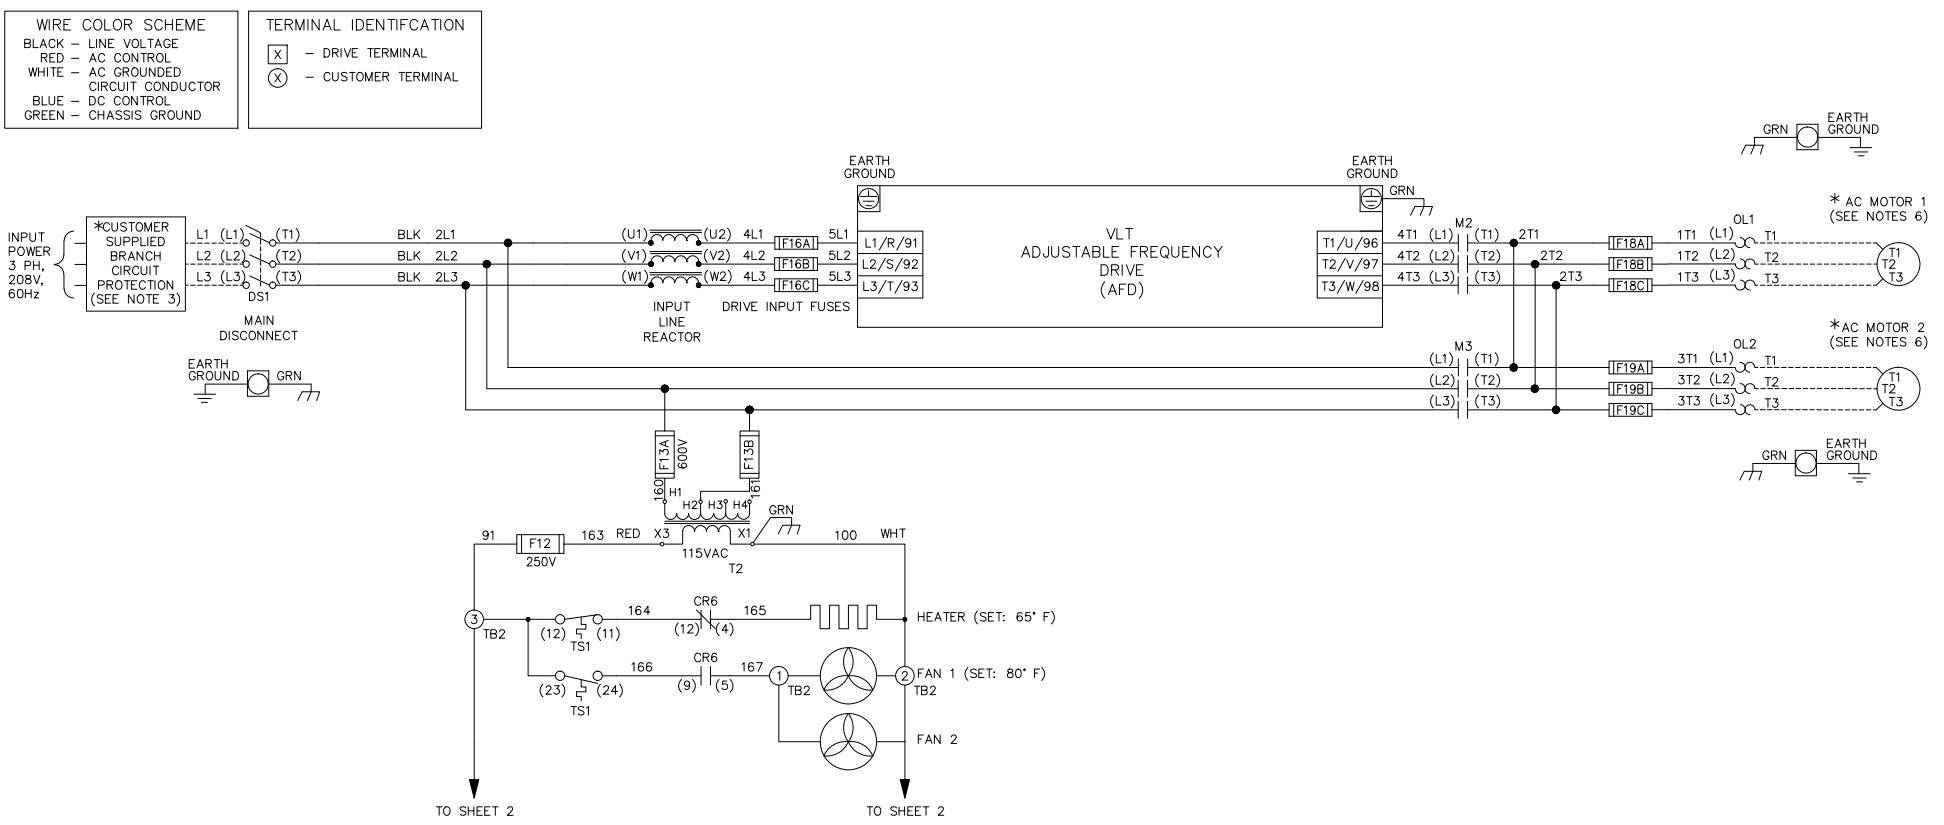 WIRE COLOR SCHEME
BLACK – LINE VOLTAGE
RED – AC CONTROL
WHITE – AC GROUNDED
CIRCUIT CONDUCTOR
BLUE – DC CONTROL
GREEN – CHASSIS GROUND
TERMINAL IDENTIFCATION
X – DRIVE TERMINAL
X – CUSTOMER TERMINAL
EARTH
GRN GROUND
EARTH
GROUND
EARTH
GROUND
GRN
INPUT
POWER
3 PH,
208V,
60Hz
*CUSTOMER
SUPPLIED
BRANCH
CIRCUIT
PROTECTION
(SEE NOTE 3)
L1 (L1) (T1) BLK 2L1 (U1) (U2) 4L1 F16A 5L1 L1/R/91
L2 (L2) (T2) BLK 2L2 (V1) (V2) 4L2 F16B 5L2 L2/S/92
L3 (L3) (T3) BLK 2L3 (W1) (W2) 4L3 F16C 5L3 L3/T/93
DS1
MAIN
DISCONNECT
INPUT
LINE
REACTOR
DRIVE INPUT FUSES
VLT
ADJUSTABLE FREQUENCY
DRIVE
(AFD)
M2
OL1
* AC MOTOR 1
(SEE NOTES 6)
T1/U/96 4T1 (L1) (T1) 2T1 F18A 1T1 (L1) T1 T1
T2/V/97 4T2 (L2) (T2) 2T2 F18B 1T2 (L2) T2 T2
T3/W/98 4T3 (L3) (T3) 2T3 F18C 1T3 (L3) T3 T3
M3
OL2
* AC MOTOR 2
(SEE NOTES 6)
(L1) (T1) F19A 3T1 (L1) T1 T1
(L2) (T2) F19B 3T2 (L2) T2 T2
(L3) (T3) F19C 3T3 (L3) T3 T3
EARTH
GROUND GRN
EARTH
GRN GROUND
F13A
600V
F13B
160
H1
H2 H3 H4
161
GRN
91 F12 163 RED X3 X1 100 WHT
250V
115VAC
T2
3
TB2
(12) (11)
TS1
164
CR6
(12) (4)
165
HEATER (SET: 65° F)
(23) (24)
TS1
166
CR6
(9) (5)
167
1
TB2
2
TB2
FAN 1 (SET: 80° F)
FAN 2
TO SHEET 2
TO SHEET 2